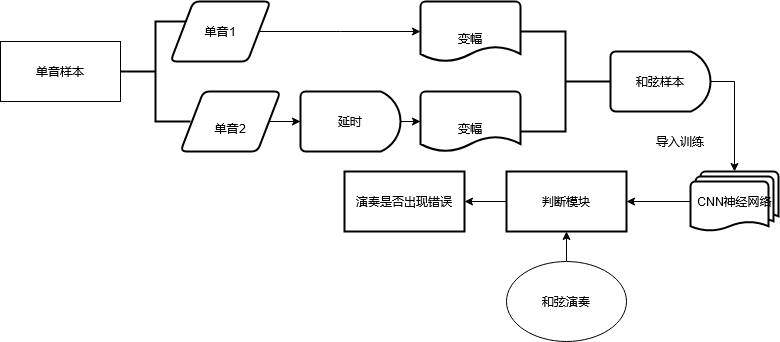 单音样本
单音1
变幅
和弦样本
单音2
延时
变幅
导入训练
演奏是否出现错误
判断模块
CNN神经网络
和弦演奏